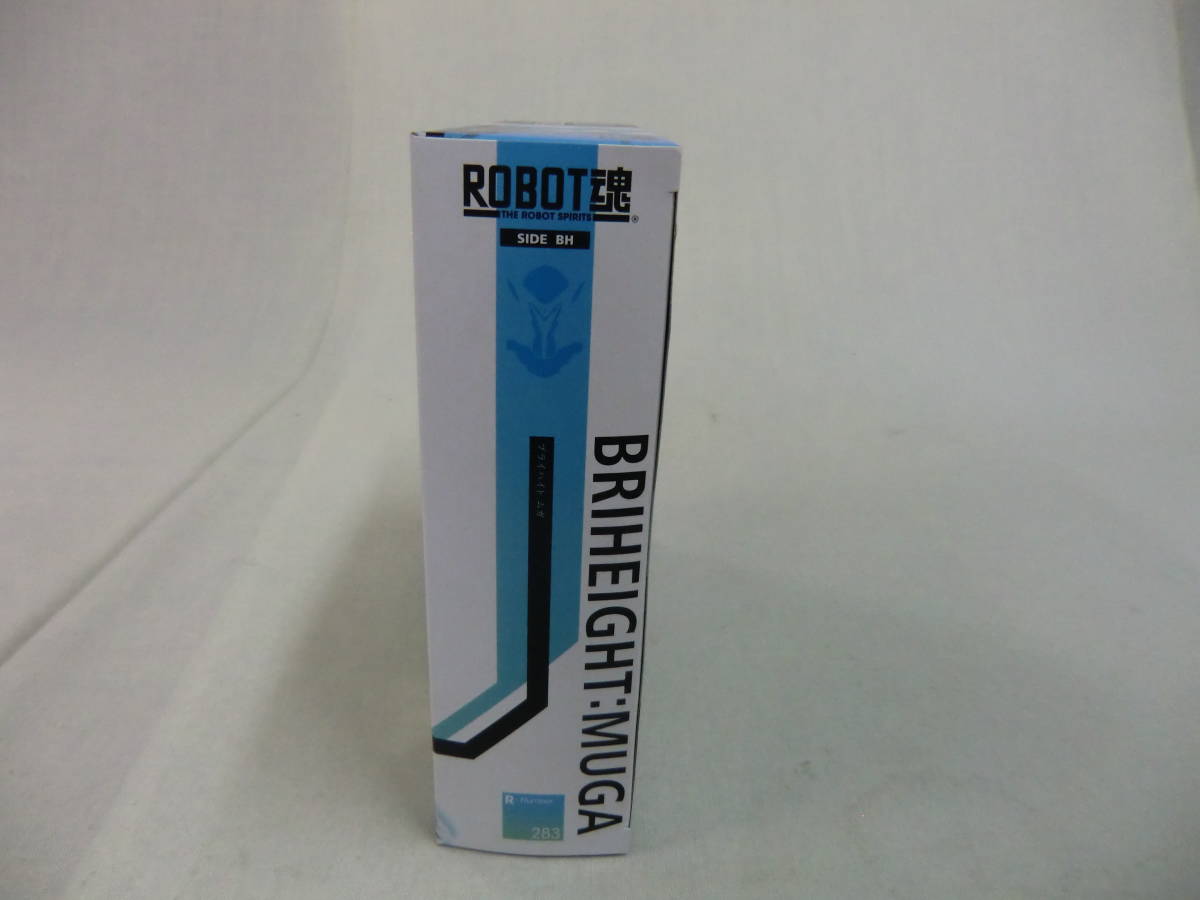 ROBOT魂®
THE ROBOT SPIRITS
SIDE BH
ブライハイト:ムガ
BRIHEIGHT:MUGA
R Number
283